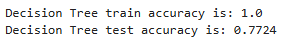 Decision Tree train accuracy is: 1.0
Decision Tree test accuracy is: 0.7724